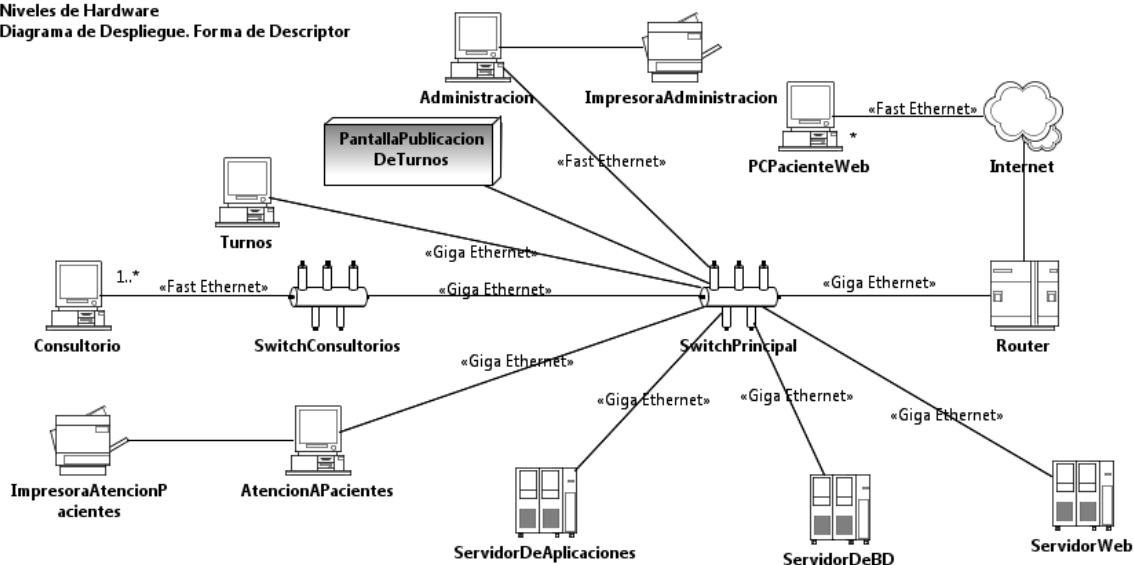 Niveles de Hardware
Diagrama de Despliegue. Forma de Descriptor
Administracion
ImpresoraAdministracion
«Fast Ethernet»
*
PCPacienteWeb
Internet
PantallaPublicacion
DeTurnos
«Fast Ethernet»
Turnos
«Giga Ethernet»
1..*
«Fast Ethernet»
«Giga Ethernet»
«Giga Ethernet»
Consultorio
SwitchConsultorios
SwitchPrincipal
Router
«Giga Ethernet»
«Giga Ethernet»
«Giga Ethernet»
«Giga Ethernet»
ImpresoraAtencionP
acientes
AtencionAPacientes
ServidorDeAplicaciones
ServidorDeBD
ServidorWeb